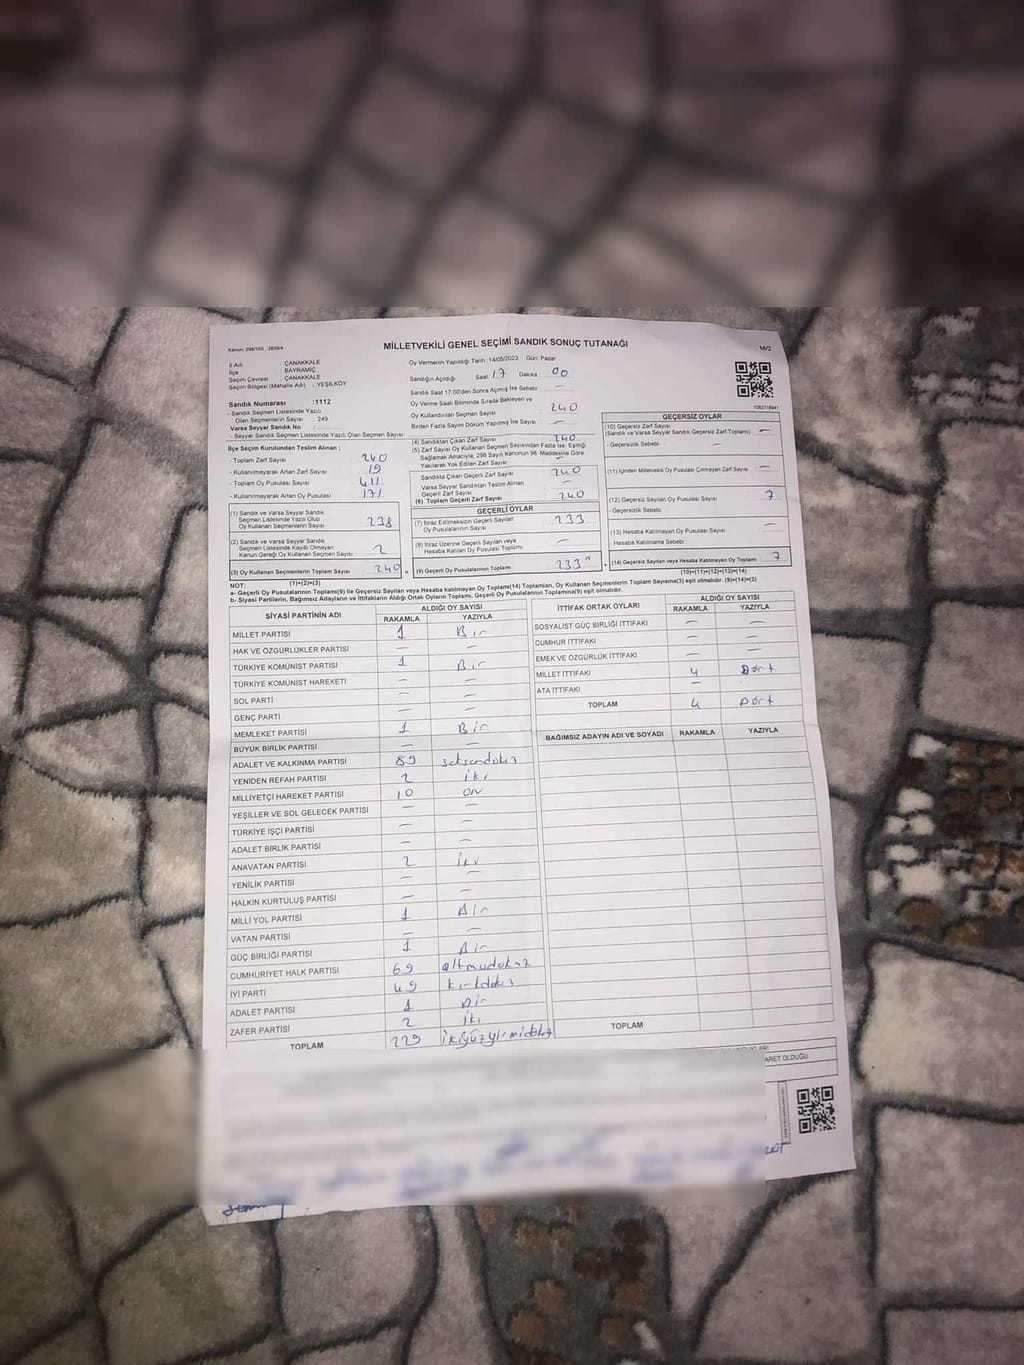 Kanun: 298/105 , 2839/4
MİLLETVEKİLİ GENEL SEÇİMİ SANDIK SONUÇ TUTANAĞI
14/2
İl Adı : ÇANAKKALE
İlçe : BAYRAMİÇ
Seçim Çevresi : ÇANAKKALE
Seçim Bölgesi (Mahalle Adı) : YEŞİLKÖY
Oy Vermenin Yapıldığı Tarih :14/05/2023 Gün: Pazar
Sandığın Açıldığı Saat : 17 Dakika : 00
Sandık Saat 17:00'den Sonra Açılmış İse Sebebi : —
Sandık Numarası :1112
- Sandık Seçmen Listesinde Yazılı
Olan Seçmenlerin Sayısı : 249
Varsa Seyyar Sandık No :
- Seyyar Sandık Seçmen Listesinde Yazılı Olan Seçmen Sayısı:
Oy Verme Saati Bitiminde Sırada Bekleyen ve
Oy Kullandırılan Seçmen Sayısı : 240
Birden Fazla Sayım Döküm Yapılmış İse Sayısı : —
İlçe Seçim Kurulundan Teslim Alınan ;
- Toplam Zarf Sayısı : 240
- Kullanılmayarak Artan Zarf Sayısı : 19
- Toplam Oy Pusulası Sayısı : 411
- Kullanılmayarak Artan Oy Pusulası : 171
(4) Sandıktan Çıkan Zarf Sayısı : 240
(5) Zarf Sayısı Oy Kullanan Seçmen Sayısından Fazla İse, Eşitliği
Sağlamak Amacıyla, 298 Sayılı Kanunun 98. Maddesine Göre
Yakılarak Yok Edilen Zarf Sayısı : —
Sandıkta Çıkan Geçerli Zarf Sayısı : 240
Varsa Seyyar Sandıktan Teslim Alınan
Geçerli Zarf Sayısı : —
(6) Toplam Geçerli Zarf Sayısı : 240
GEÇERSİZ OYLAR
(10) Geçersiz Zarf Sayısı
(Sandık ve Varsa Seyyar Sandık Geçersiz Zarf Toplamı) : —
- Geçersizlik Sebebi : —
(11) İçinden Milletvekili Oy Pusulası Çıkmayan Zarf Sayısı : —
(12) Geçersiz Sayılan Oy Pusulası Sayısı : 7
- Geçersizlik Sebebi :
(13) Hesaba Katılmayan Oy Pusulası Sayısı : —
- Hesaba Katılmama Sebebi :
(14) Geçersiz Sayılan veya Hesaba Katılmayan Oy Toplamı : 7
(10)+(11)+(12)+(13)=(14)
(1) Sandık ve Varsa Seyyar Sandık
Seçmen Listesinde Yazılı Olup
Oy Kullanan Seçmenlerin Sayısı : 238
(2) Sandık ve Varsa Seyyar Sandık
Seçmen Listesinde Kayıtlı Olmayan
Kanun Gereği Oy Kullanan Seçmen Sayısı : 2
(3) Oy Kullanan Seçmenlerin Toplam Sayısı : 240
(1)+(2)=(3)
GEÇERLİ OYLAR
(7) İtiraz Edilmeksizin Geçerli Sayılan
Oy Pusulalarının Sayısı : 233
(8) İtiraz Üzerine Geçerli Sayılan veya
Hesaba Katılan Oy Pusulası Toplamı : —
(9) Geçerli Oy Pusulalarının Toplamı : 233
NOT:
a- Geçerli Oy Pusulalarının Toplamı(9) ile Geçersiz Sayılan veya Hesaba katılmayan Oy Toplamı(14) Toplamları, Oy Kullanan Seçmenlerin Toplam Sayısına(3) eşit olmalıdır. (9)+(14)=(3)
b- Siyasi Partilerin, Bağımsız Adayların ve İttifakların Aldığı Ortak Oyların Toplamı, Geçerli Oy Pusulalarının Toplamına(9) eşit olmalıdır.
SİYASİ PARTİNİN ADI ALDIĞI OY SAYISI
RAKAMLA YAZIYLA
MİLLET PARTİSİ 1 Bir
HAK VE ÖZGÜRLÜKLER PARTİSİ — —
TÜRKİYE KOMÜNİST PARTİSİ 1 Bir
TÜRKİYE KOMÜNİST HAREKETİ — —
SOL PARTİ — —
GENÇ PARTİ — —
MEMLEKET PARTİSİ 1 Bir
BÜYÜK BİRLİK PARTİSİ — —
ADALET VE KALKINMA PARTİSİ 89 seksendokuz
YENİDEN REFAH PARTİSİ 2 iki
MİLLİYETÇİ HAREKET PARTİSİ 10 ON
YEŞİLLER VE SOL GELECEK PARTİSİ — —
TÜRKİYE İŞÇİ PARTİSİ — —
ADALET BİRLİK PARTİSİ — —
ANAVATAN PARTİSİ 2 iki
YENİLİK PARTİSİ — —
HALKIN KURTULUŞ PARTİSİ — —
MİLLİ YOL PARTİSİ 1 Bir
VATAN PARTİSİ — —
GÜÇ BİRLİĞİ PARTİSİ 1 Bir
CUMHURİYET HALK PARTİSİ 69 altmıdokuz
İYİ PARTİ 49 kırkdokuz
ADALET PARTİSİ 1 Bir
ZAFER PARTİSİ 2 iki
TOPLAM 229 ikiyüzyirmidokuz
İTTİFAK ORTAK OYLARI ALDIĞI OY SAYISI
RAKAMLA YAZIYLA
SOSYALİST GÜÇ BİRLİĞİ İTTİFAKI — —
CUMHUR İTTİFAKI — —
EMEK VE ÖZGÜRLÜK İTTİFAKI — —
MİLLET İTTİFAKI 4 Dört
ATA İTTİFAKI —
TOPLAM 4 Dört
BAĞIMSIZ ADAYIN ADI VE SOYADI RAKAMLA YAZIYLA
TOPLAM
ARET OLDUĞU